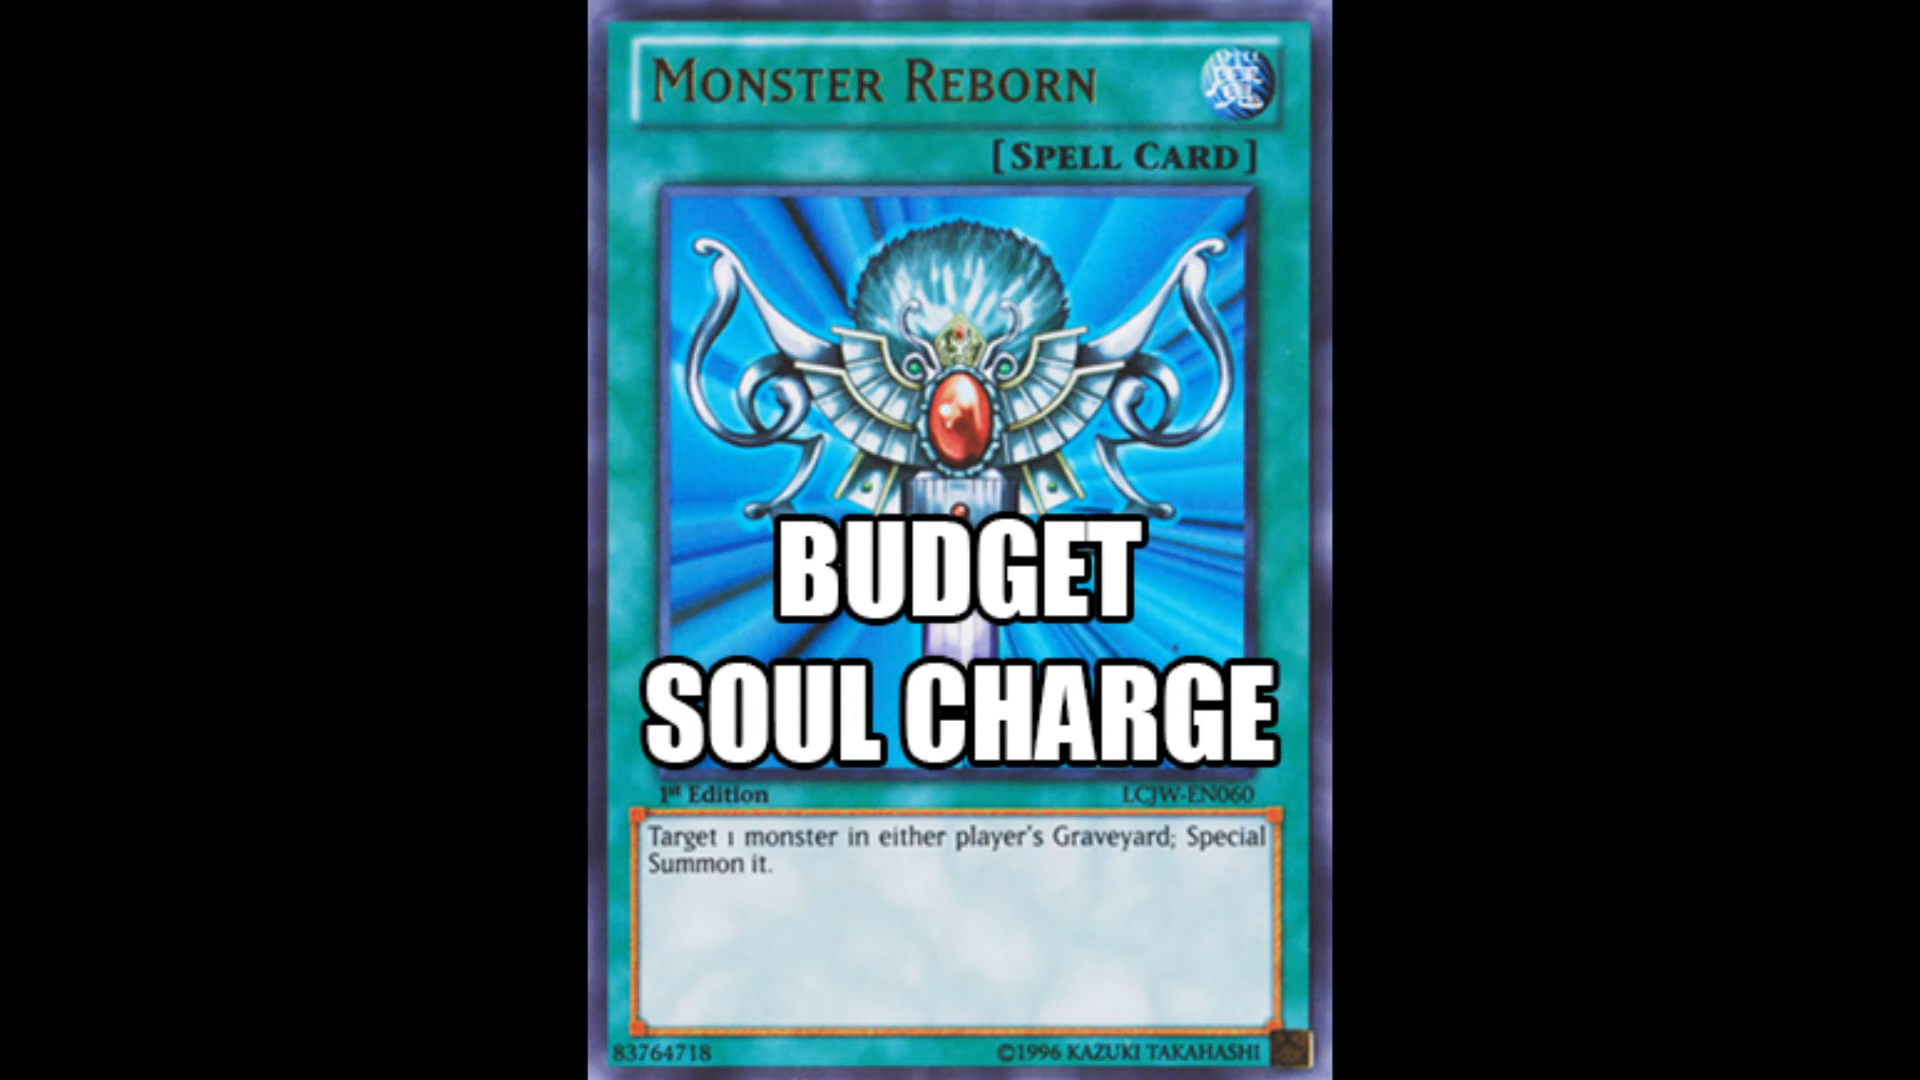 MONSTER REBORN 魔
[SPELL CARD]
BUDGET
SOUL CHARGE
1st Edition LCJW-EN060
Target 1 monster in either player's Graveyard; Special
Summon it.
83764718 ©1996 KAZUKI TAKAHASHI